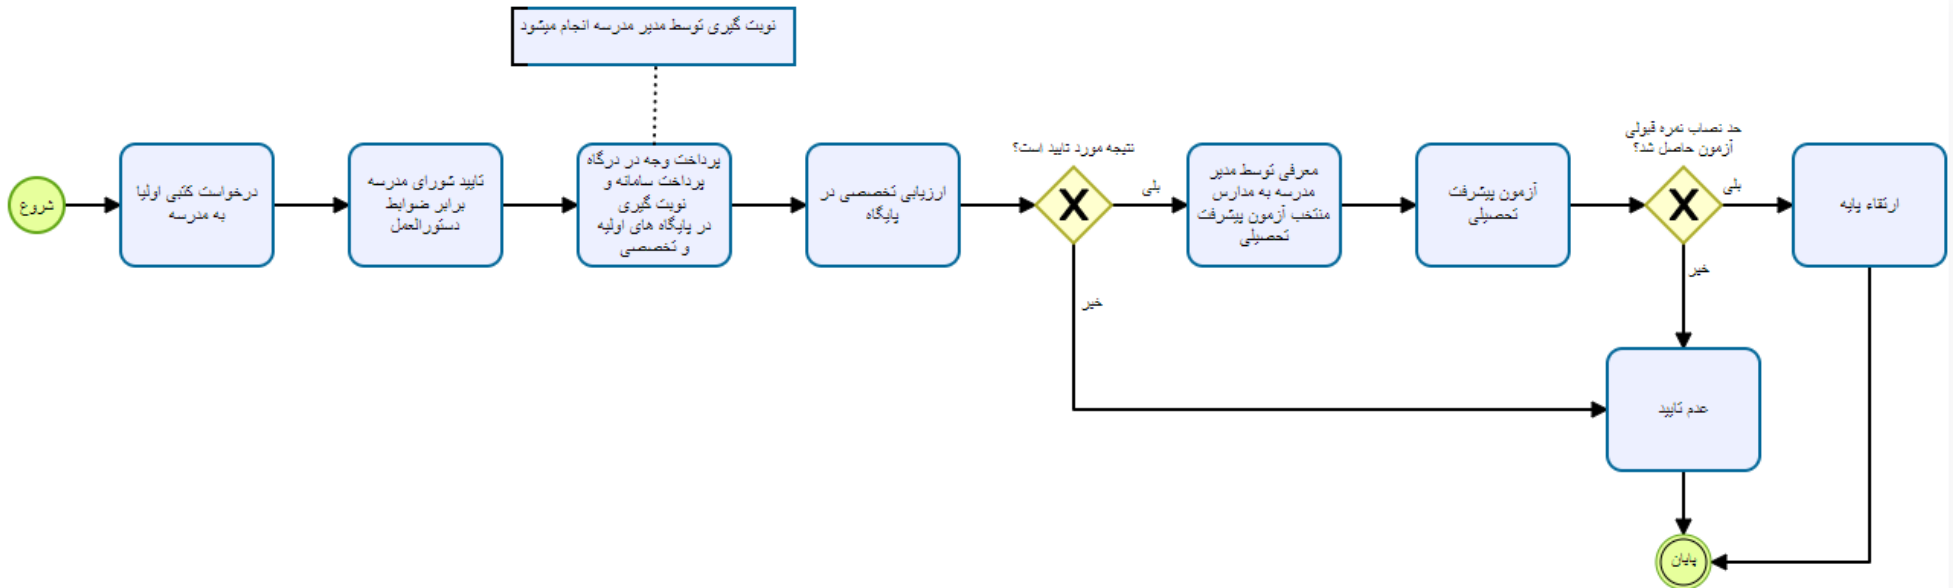 نوبت گیری توسط مدیر مدرسه انجام میشود
شروع
درخواست کتبی اولیا
به مدرسه
تایید شورای مدرسه
برابر ضوابط
دستورالعمل
پرداخت وجه در درگاه
پرداخت سامانه و
نوبت گیری
در پایگاه های اولیه
و تخصصی
ارزیابی تخصصی در
پایگاه
نتیجه مورد تایید است؟
بلی
خیر
معرفی توسط مدیر
مدرسه به مدارس
منتخب آزمون پیشرفت
تحصیلی
آزمون پیشرفت
تحصیلی
حد نصاب نمره قبولی
آزمون حاصل شد؟
بلی
خیر
ارتقاء پایه
عدم تایید
پایان